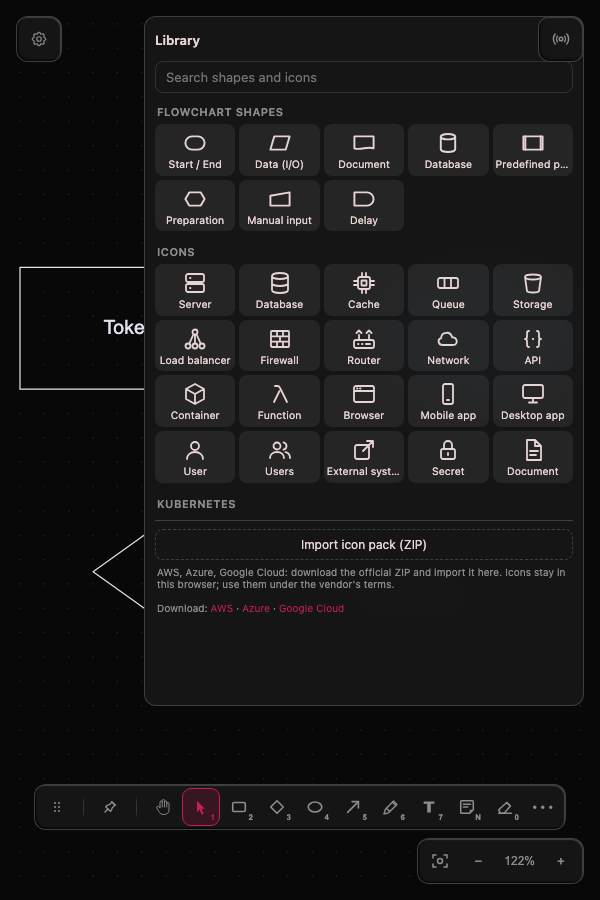 Library
Search shapes and icons
FLOWCHART SHAPES
Start / End
Data (I/O)
Document
Database
Predefined p...
Preparation
Manual input
Delay
ICONS
Server
Database
Cache
Queue
Storage
Load balancer
Firewall
Router
Network
API
Container
Function
Browser
Mobile app
Desktop app
User
Users
External syst...
Secret
Document
KUBERNETES
Import icon pack (ZIP)
AWS, Azure, Google Cloud: download the official ZIP and import it here. Icons stay in
this browser; use them under the vendor's terms.
Download: AWS · Azure · Google Cloud
Toke
1
2
3
4
5
6
T 7
N
0
122%